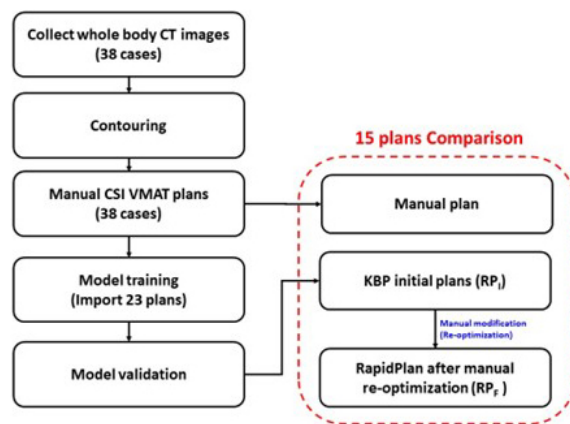 Collect whole body CT images
(38 cases)
Contouring
Manual CSI VMAT plans
(38 cases)
Model training
(Import 23 plans)
Model validation
15 plans Comparison
Manual plan
KBP initial plans (RPI)
Manual modification
(Re-optimization)
RapidPlan after manual
re-optimization (RPF )